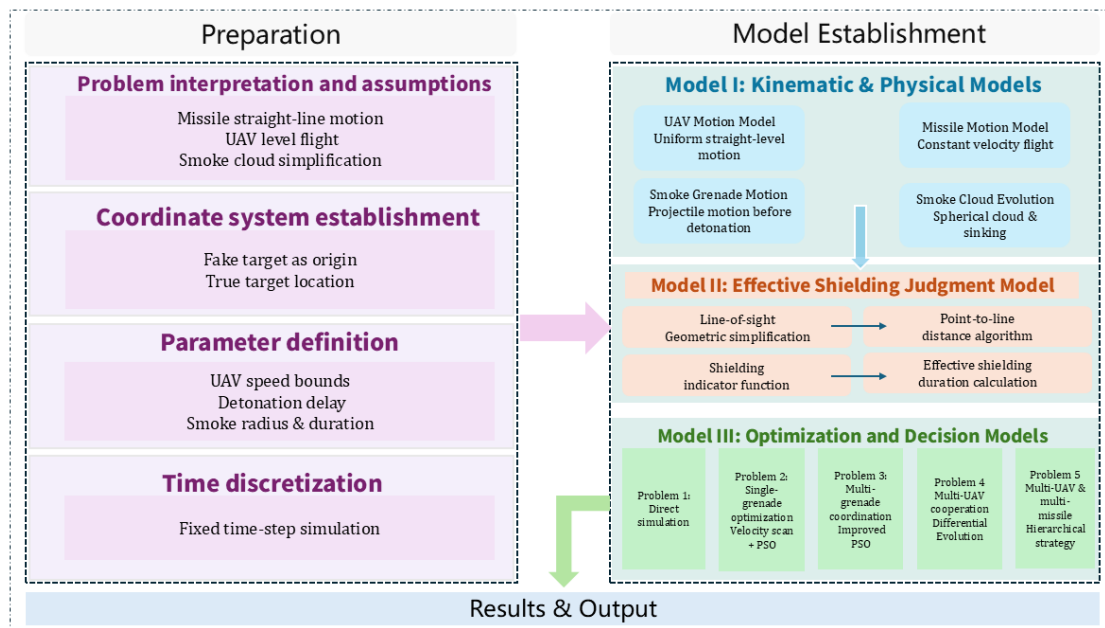 Preparation
Problem interpretation and assumptions
Missile straight-line motion
UAV level flight
Smoke cloud simplification
Coordinate system establishment
Fake target as origin
True target location
Parameter definition
UAV speed bounds
Detonation delay
Smoke radius & duration
Time discretization
Fixed time-step simulation
Model Establishment
Model I: Kinematic & Physical Models
UAV Motion Model
Uniform straight-level
motion
Missile Motion Model
Constant velocity flight
Smoke Grenade Motion
Projectile motion before
detonation
Smoke Cloud Evolution
Spherical cloud &
sinking
Model II: Effective Shielding Judgment Model
Line-of-sight
Geometric simplification
Point-to-line
distance algorithm
Shielding
indicator function
Effective shielding
duration calculation
Model III: Optimization and Decision Models
Problem 1:
Direct
simulation
Problem 2:
Single-
grenade
optimization
Velocity scan
+ PSO
Problem 3:
Multi-
grenade
coordination
Improved
PSO
Problem 4
Multi-UAV
cooperation
Differential
Evolution
Problem 5
Multi-UAV &
multi-
missile
Hierarchical
strategy
Results & Output